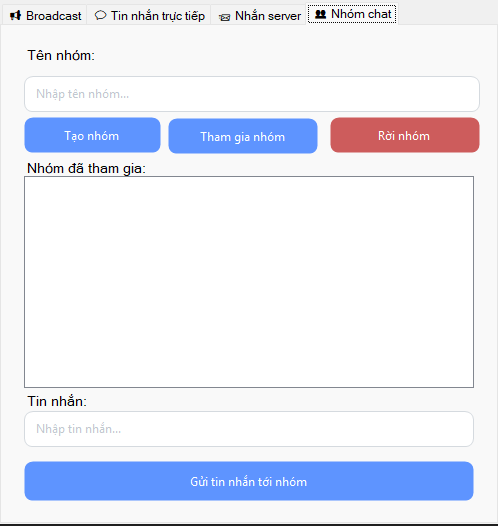 Broadcast Tin nhắn trực tiếp Nhắn server Nhóm chat
Tên nhóm:
Nhập tên nhóm...
Tạo nhóm Tham gia nhóm Rời nhóm
Nhóm đã tham gia:
Tin nhắn:
Nhập tin nhắn...
Gửi tin nhắn tới nhóm